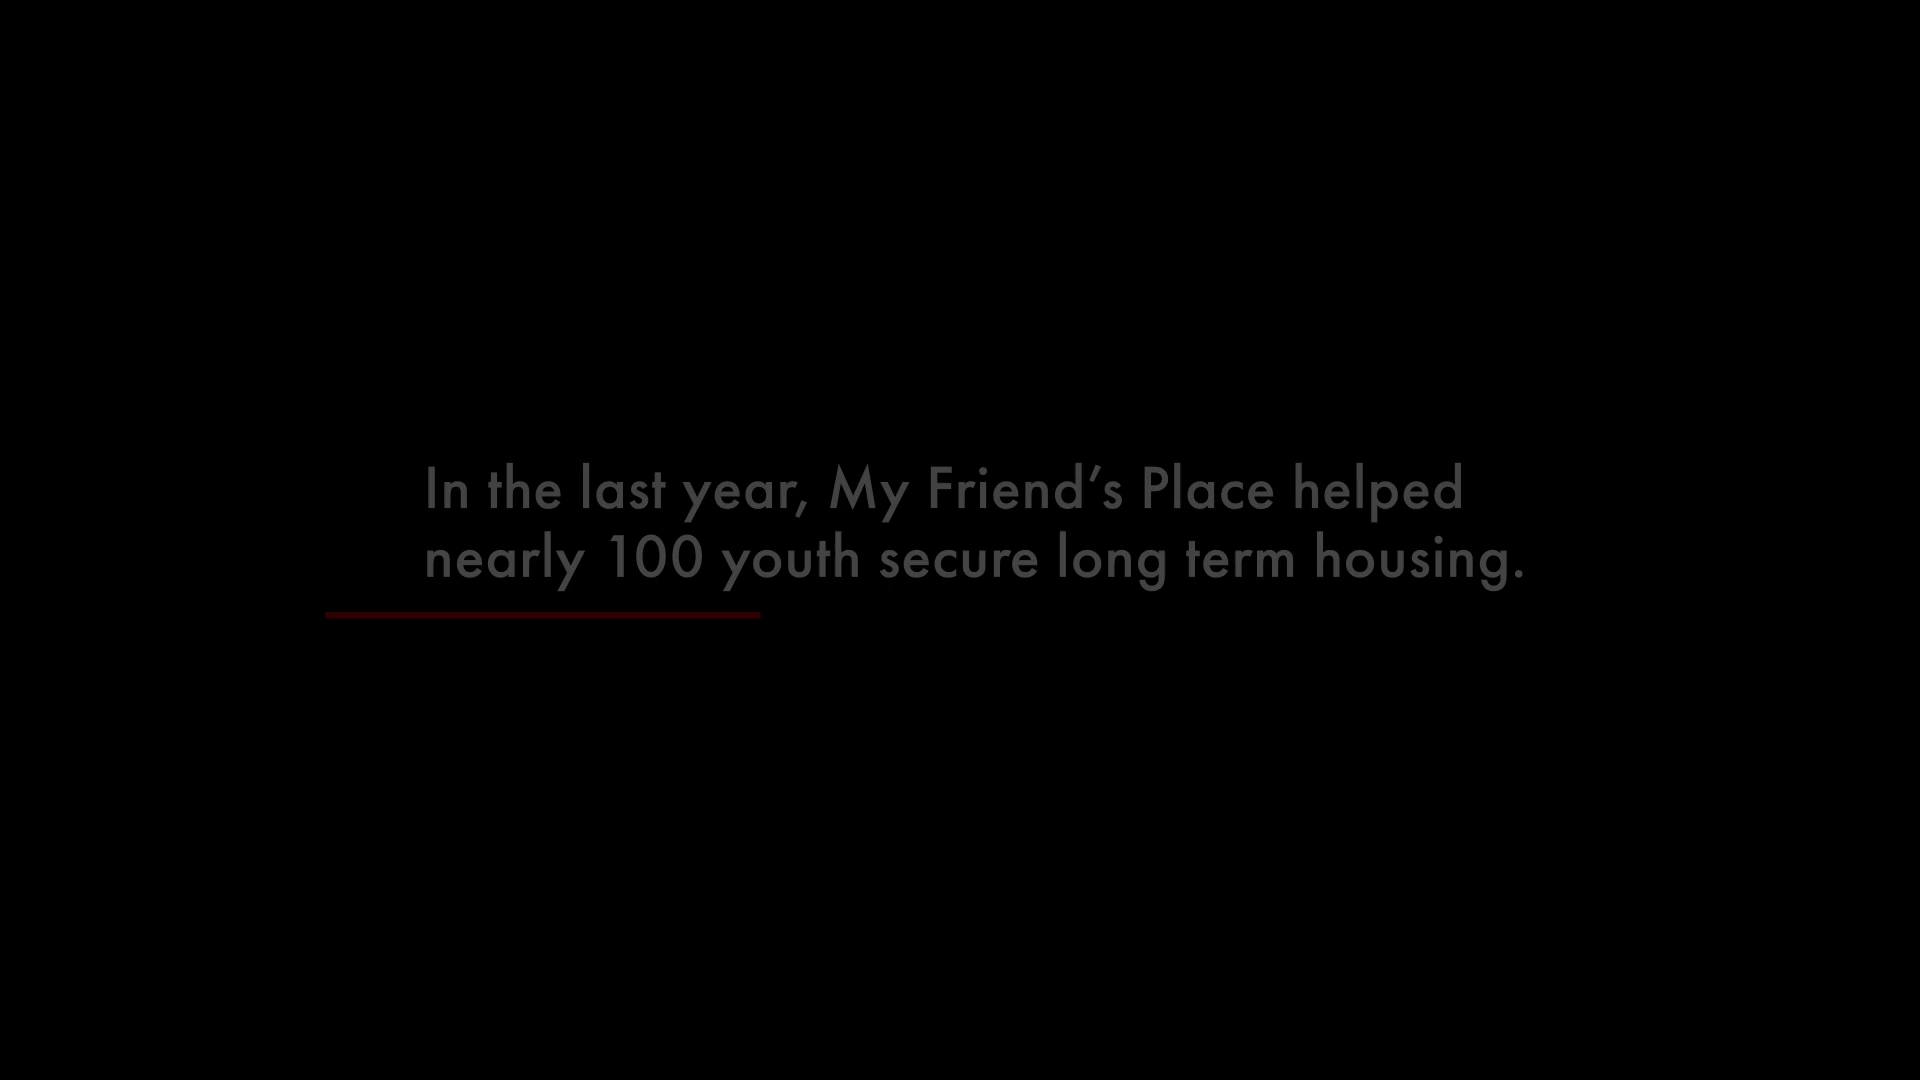 In the last year, My Friend’s Place helped
nearly 100 youth secure long term housing.